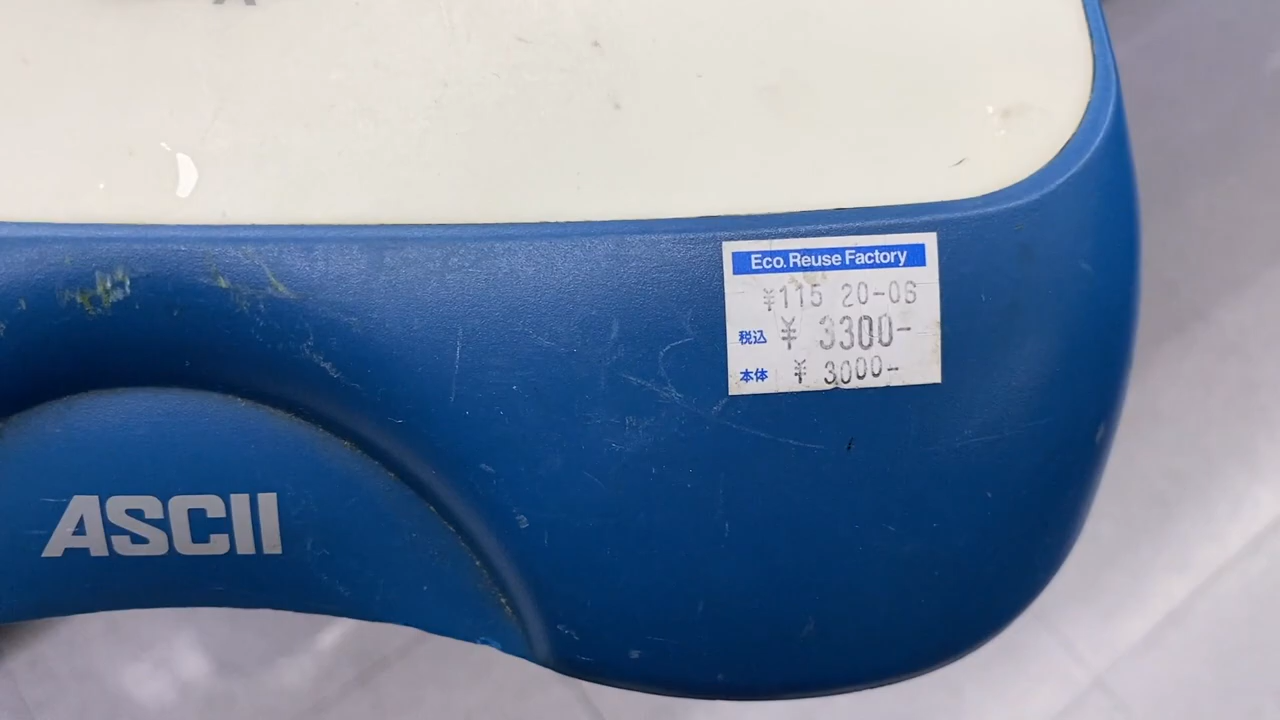 Eco. Reuse Factory
¥115 20-06
税込 ¥ 3300-
本体 ¥ 3000-
ASCII